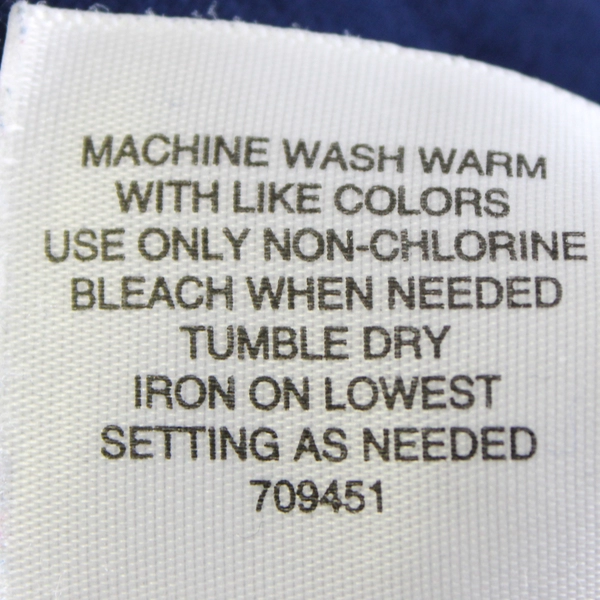 MACHINE WASH WARM
WITH LIKE COLORS
USE ONLY NON-CHLORINE
BLEACH WHEN NEEDED
TUMBLE DRY
IRON ON LOWEST
SETTING AS NEEDED
709451